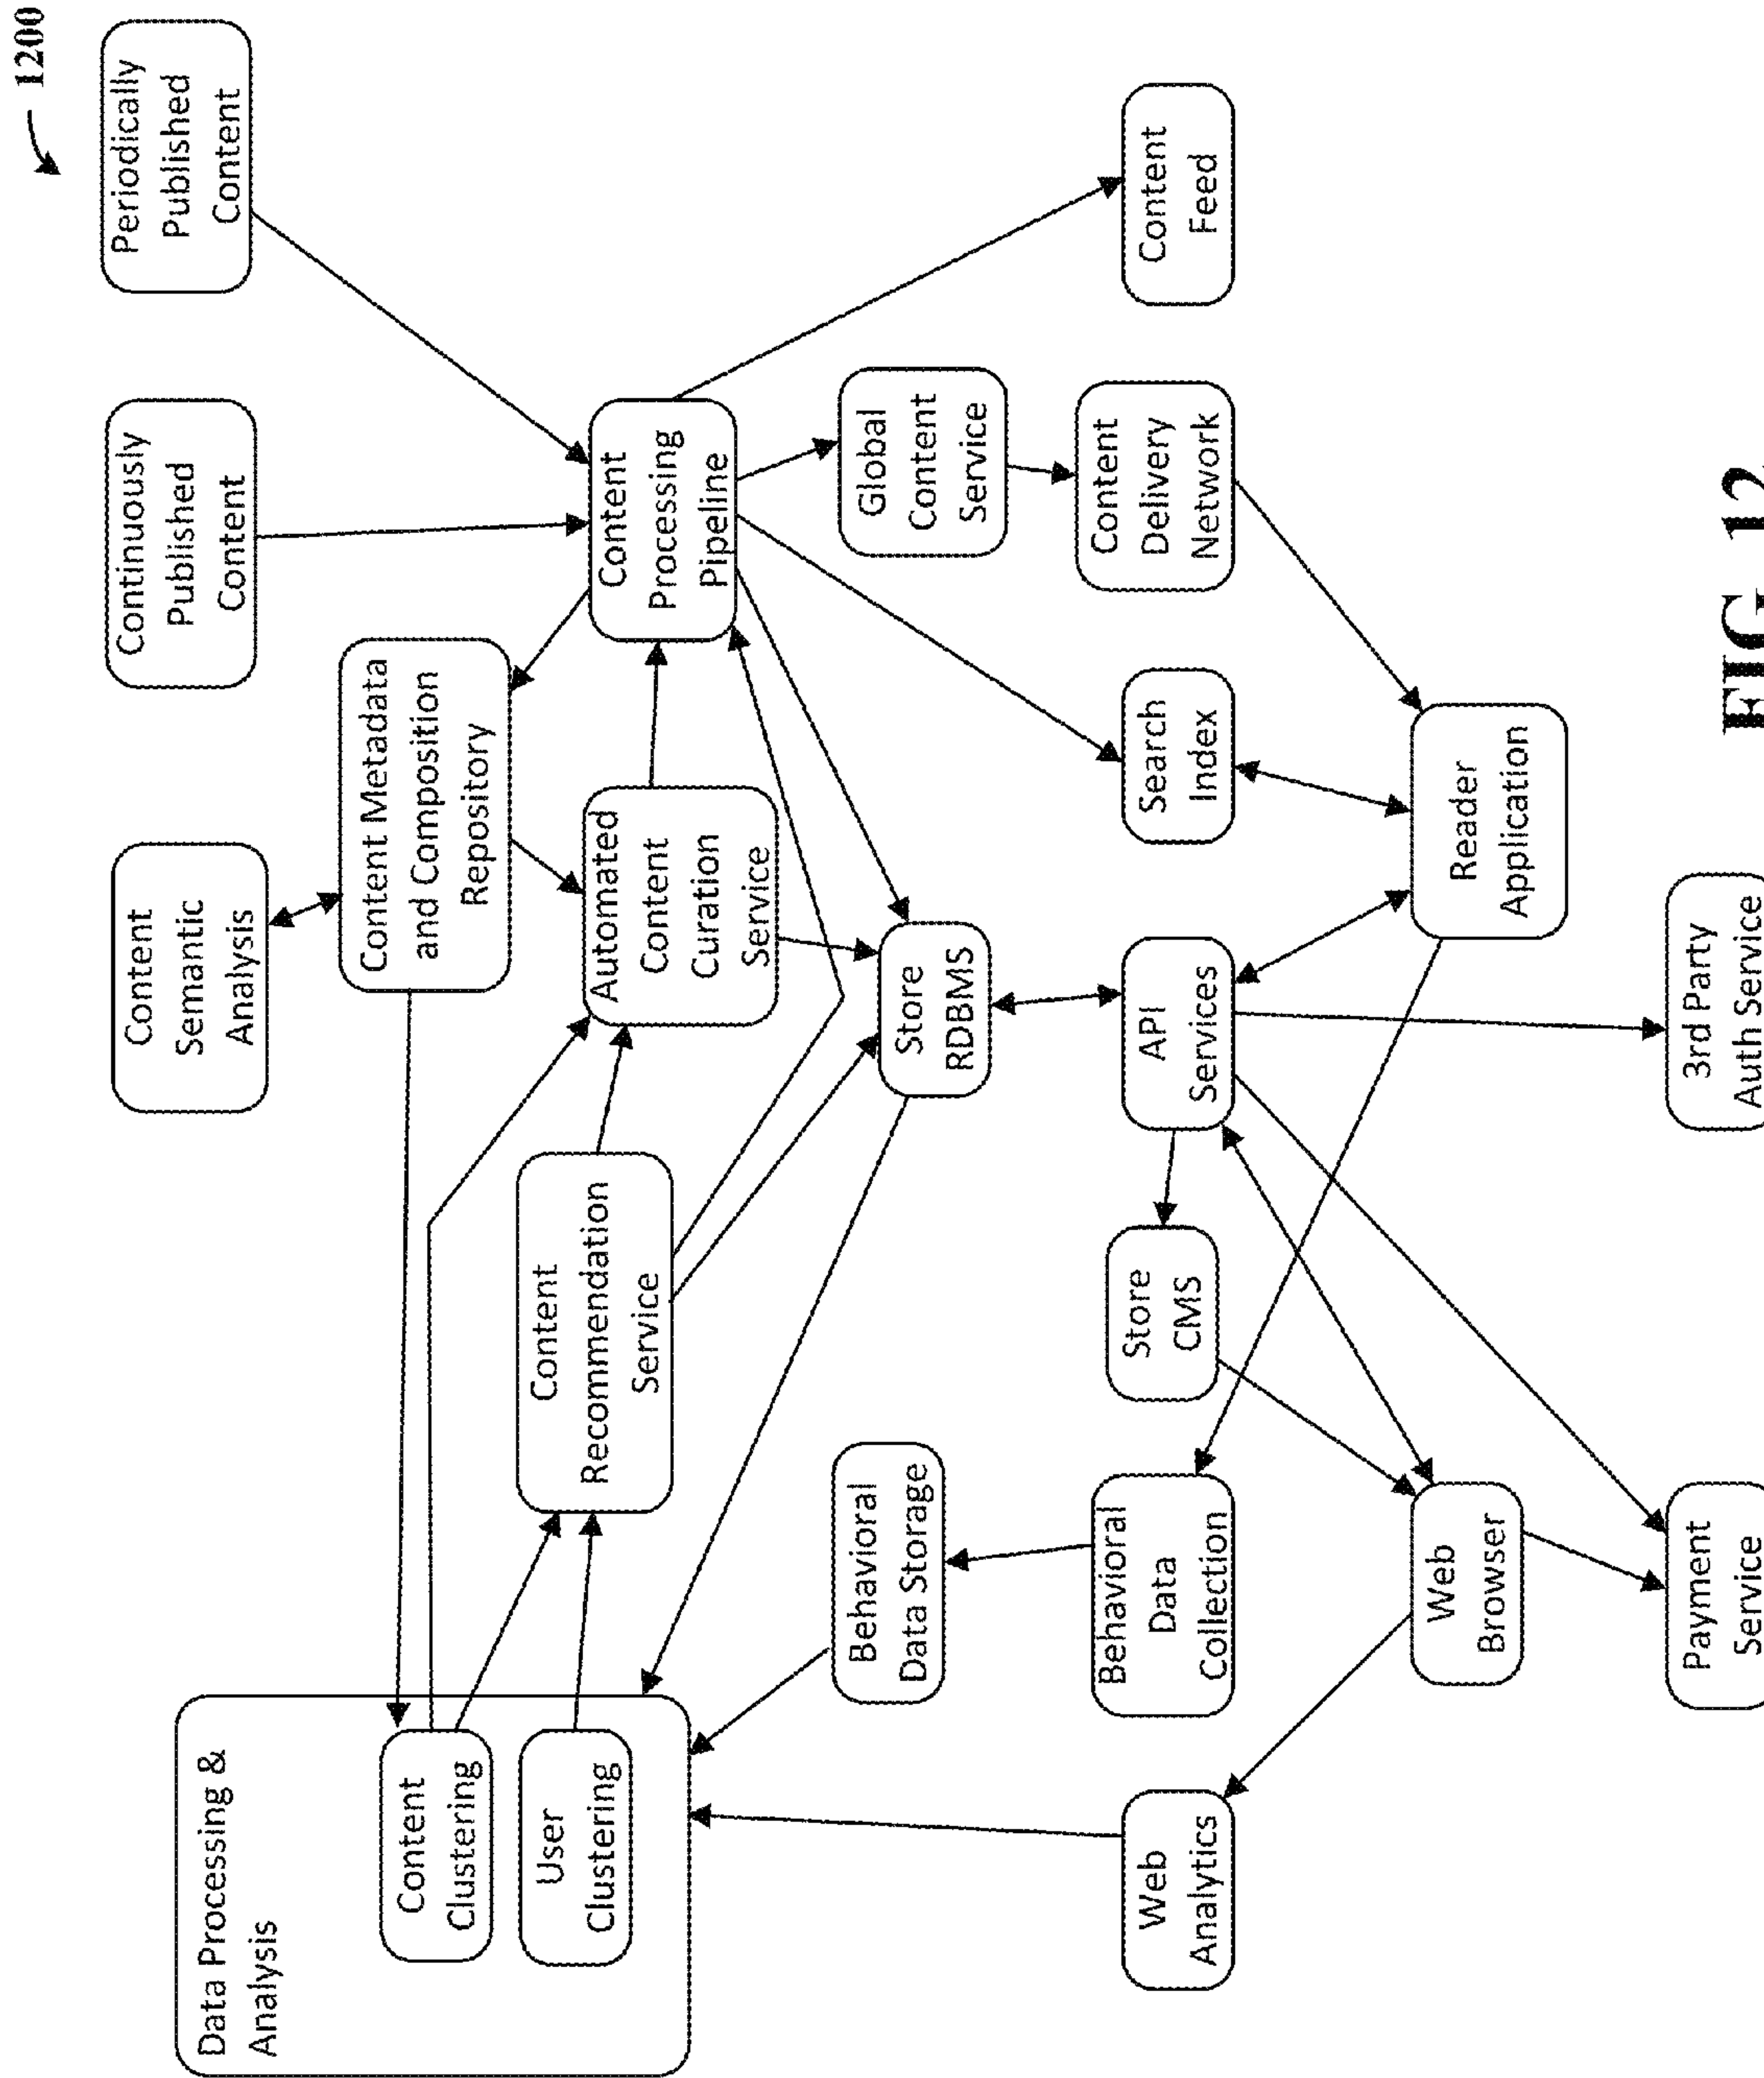 1200
Data Processing &
Analysis
Content
Clustering
User
Clustering
Content
Semantic
Analysis
Continuously
Published
Content
Periodically
Published
Content
Content Metadata
and Composition
Repository
Content
Recommendation
Service
Automated
Content
Curation
Service
Content
Processing
Pipeline
Behavioral
Data Storage
Store
RDBMS
Global
Content
Service
Web
Analytics
Behavioral
Data
Collection
Store
CMS
API
Services
Search
Index
Content
Delivery
Network
Content
Feed
Web
Browser
Reader
Application
Payment
Service
3rd Party
Auth Service
FIG 12